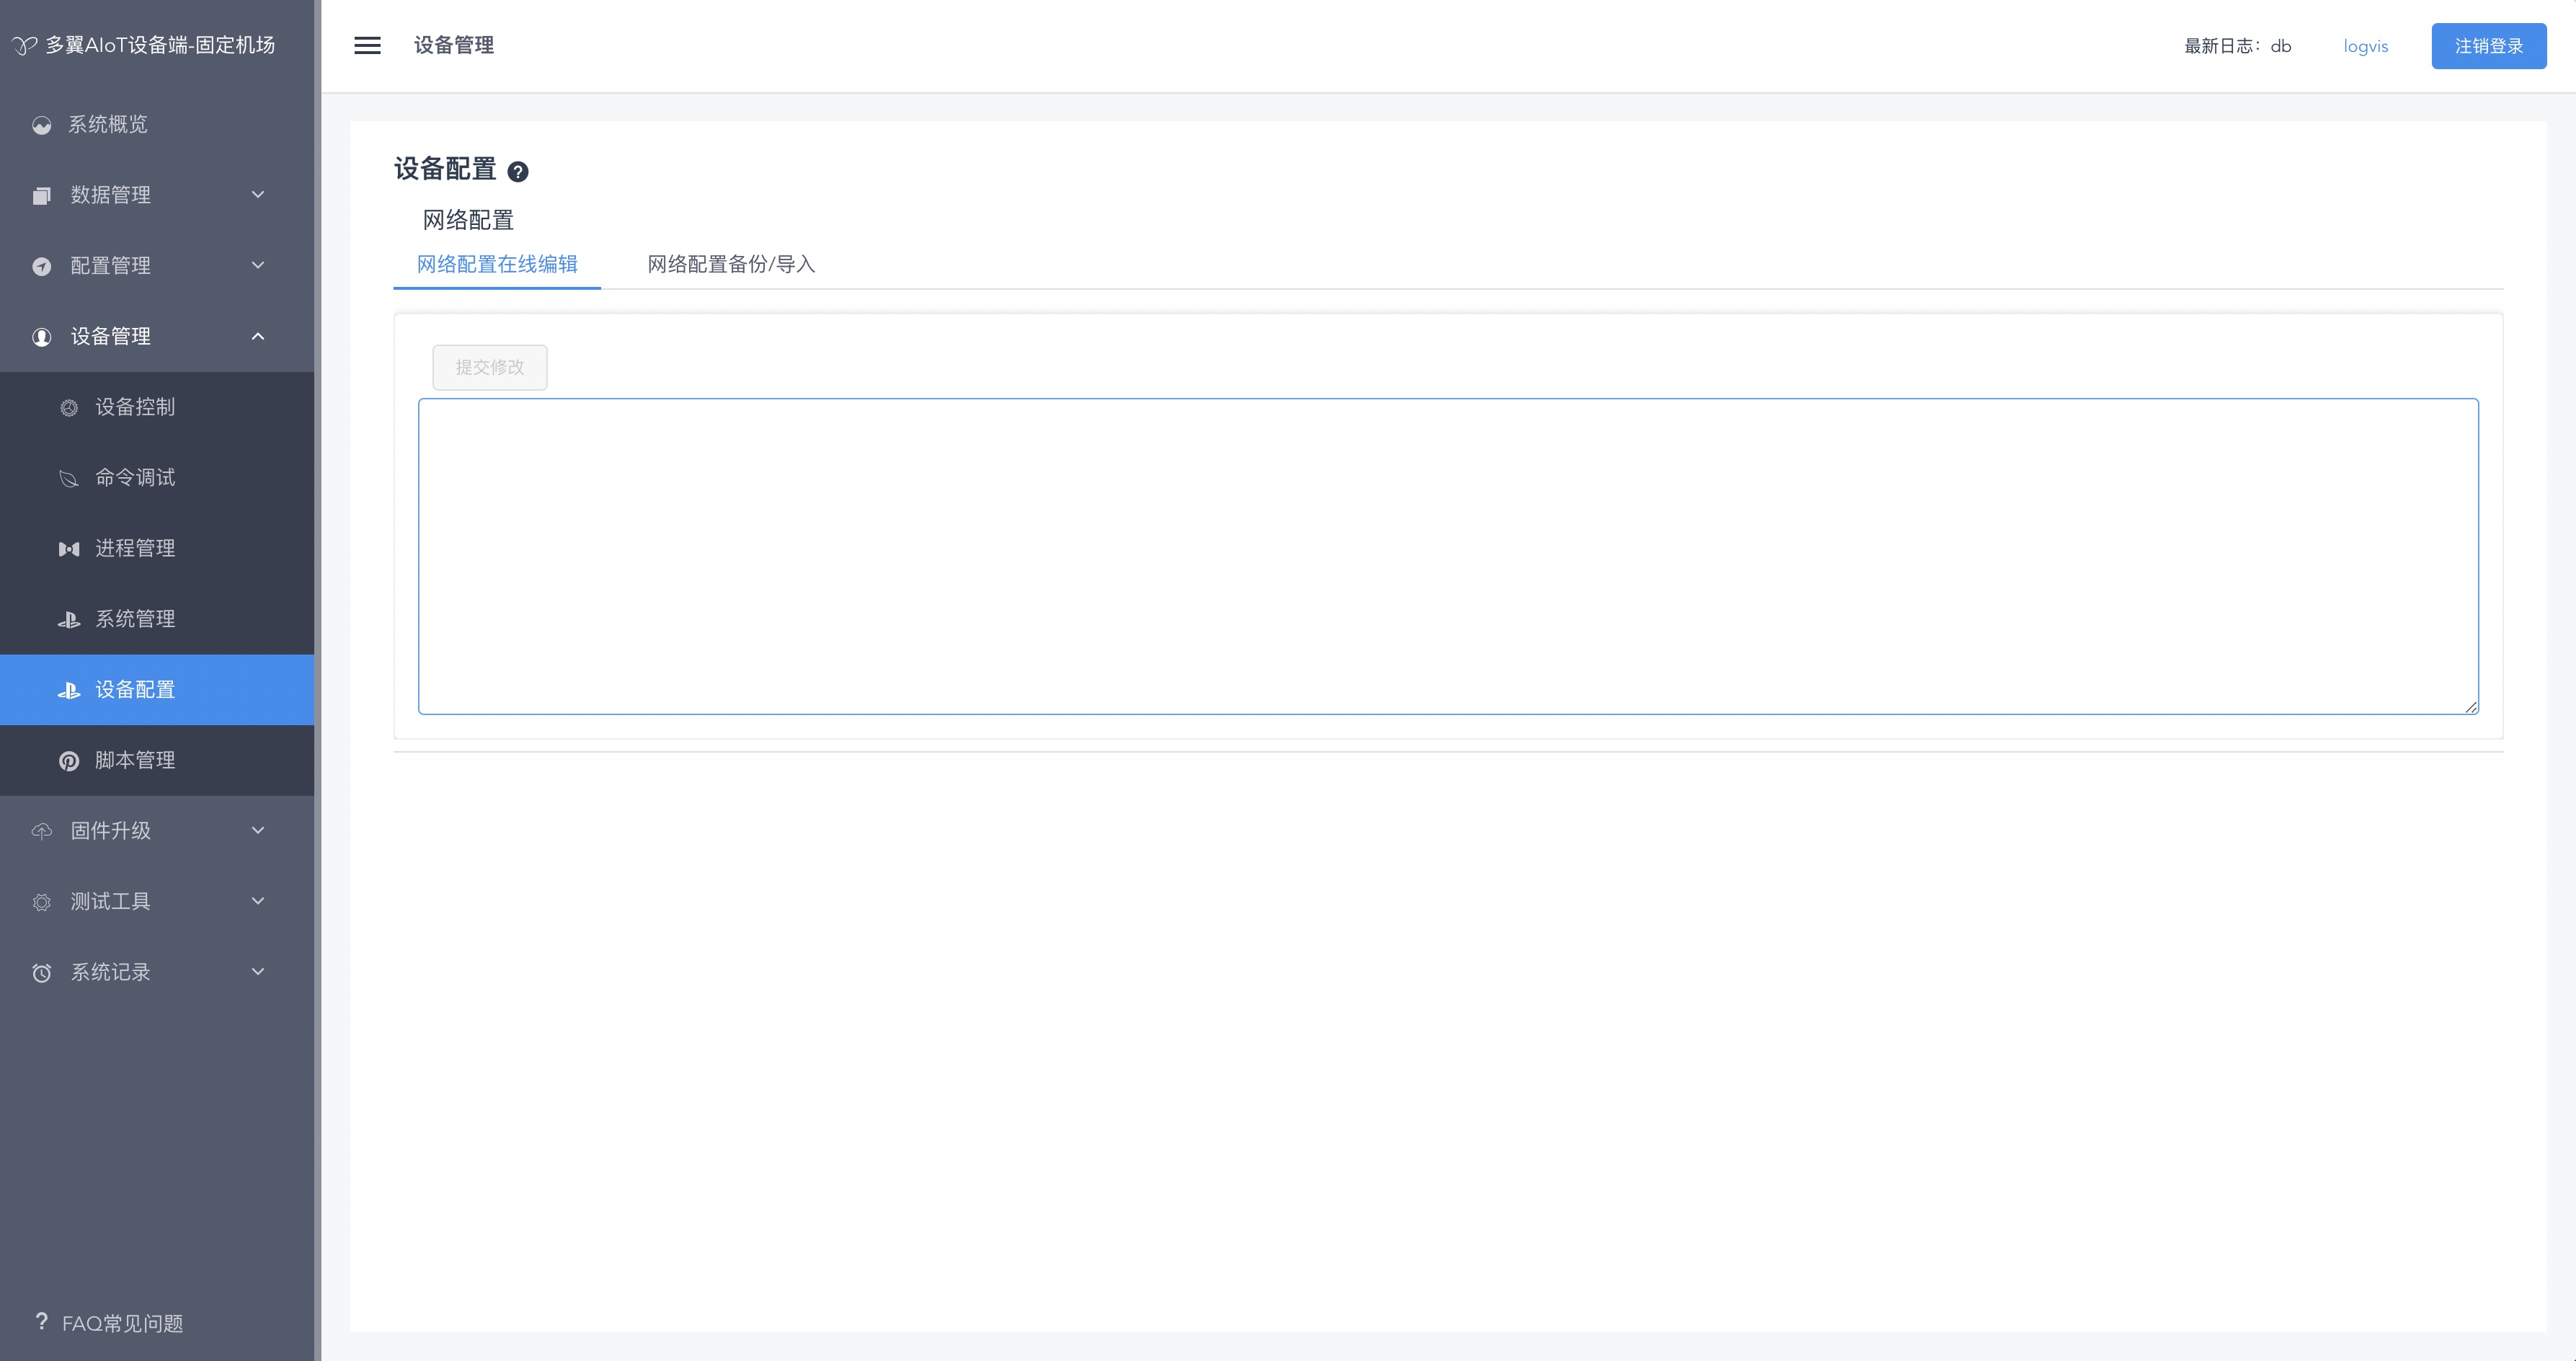 多翼AIoT设备端-固定机场
系统概览
数据管理
配置管理
设备管理
设备控制
命令调试
进程管理
系统管理
设备配置
脚本管理
固件升级
测试工具
系统记录
? FAQ常见问题
设备管理
最新日志：db logvis 注销登录
设备配置 ?
网络配置
网络配置在线编辑 网络配置备份/导入
提交修改